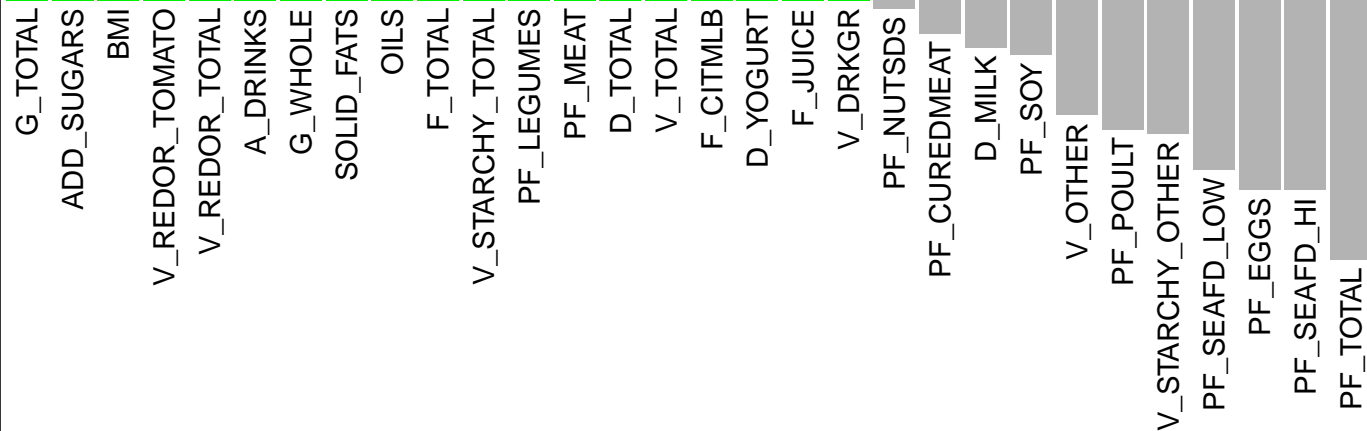 G_TOTAL
ADD_SUGARS
BMI
V_REDOR_TOMATO
V_REDOR_TOTAL
A_DRINKS
G_WHOLE
SOLID_FATS
OILS
F_TOTAL
V_STARCHY_TOTAL
PF_LEGUMES
PF_MEAT
D_TOTAL
V_TOTAL
F_CITMLB
D_YOGURT
F_JUICE
V_DRKGR
PF_NUTSDS
PF_CUREDMEAT
D_MILK
PF_SOY
V_OTHER
PF_POULT
V_STARCHY_OTHER
PF_SEAFD_LOW
PF_EGGS
PF_SEAFD_HI
PF_TOTAL